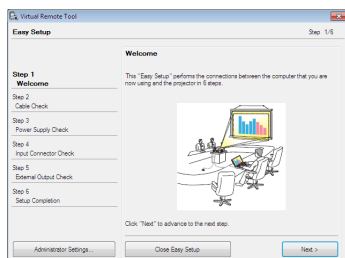 Virtual Remote Tool
Easy Setup
Step 1/6
Step 1
Welcome
Step 2
Cable Check
Step 3
Power Supply Check
Step 4
Input Connector Check
Step 5
External Output Check
Step 6
Setup Completion
Welcome
This "Easy Setup" performs the connections between the computer that you are
now using and the projector in 6 steps.
Click "Next" to advance to the next step.
Administrator Settings...
Close Easy Setup
Next >